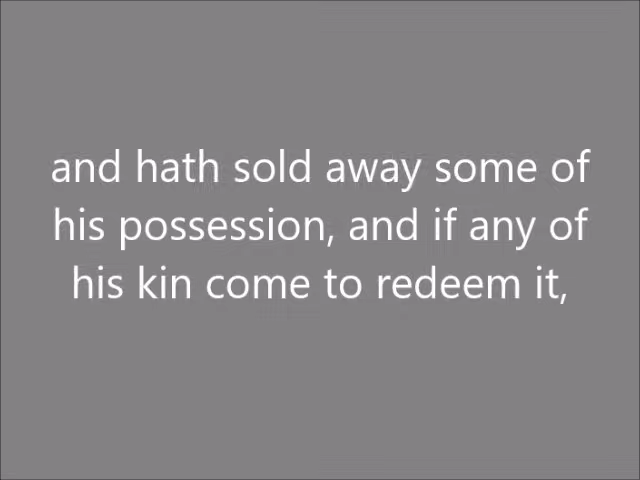 and hath sold away some of
his possession, and if any of
his kin come to redeem it,